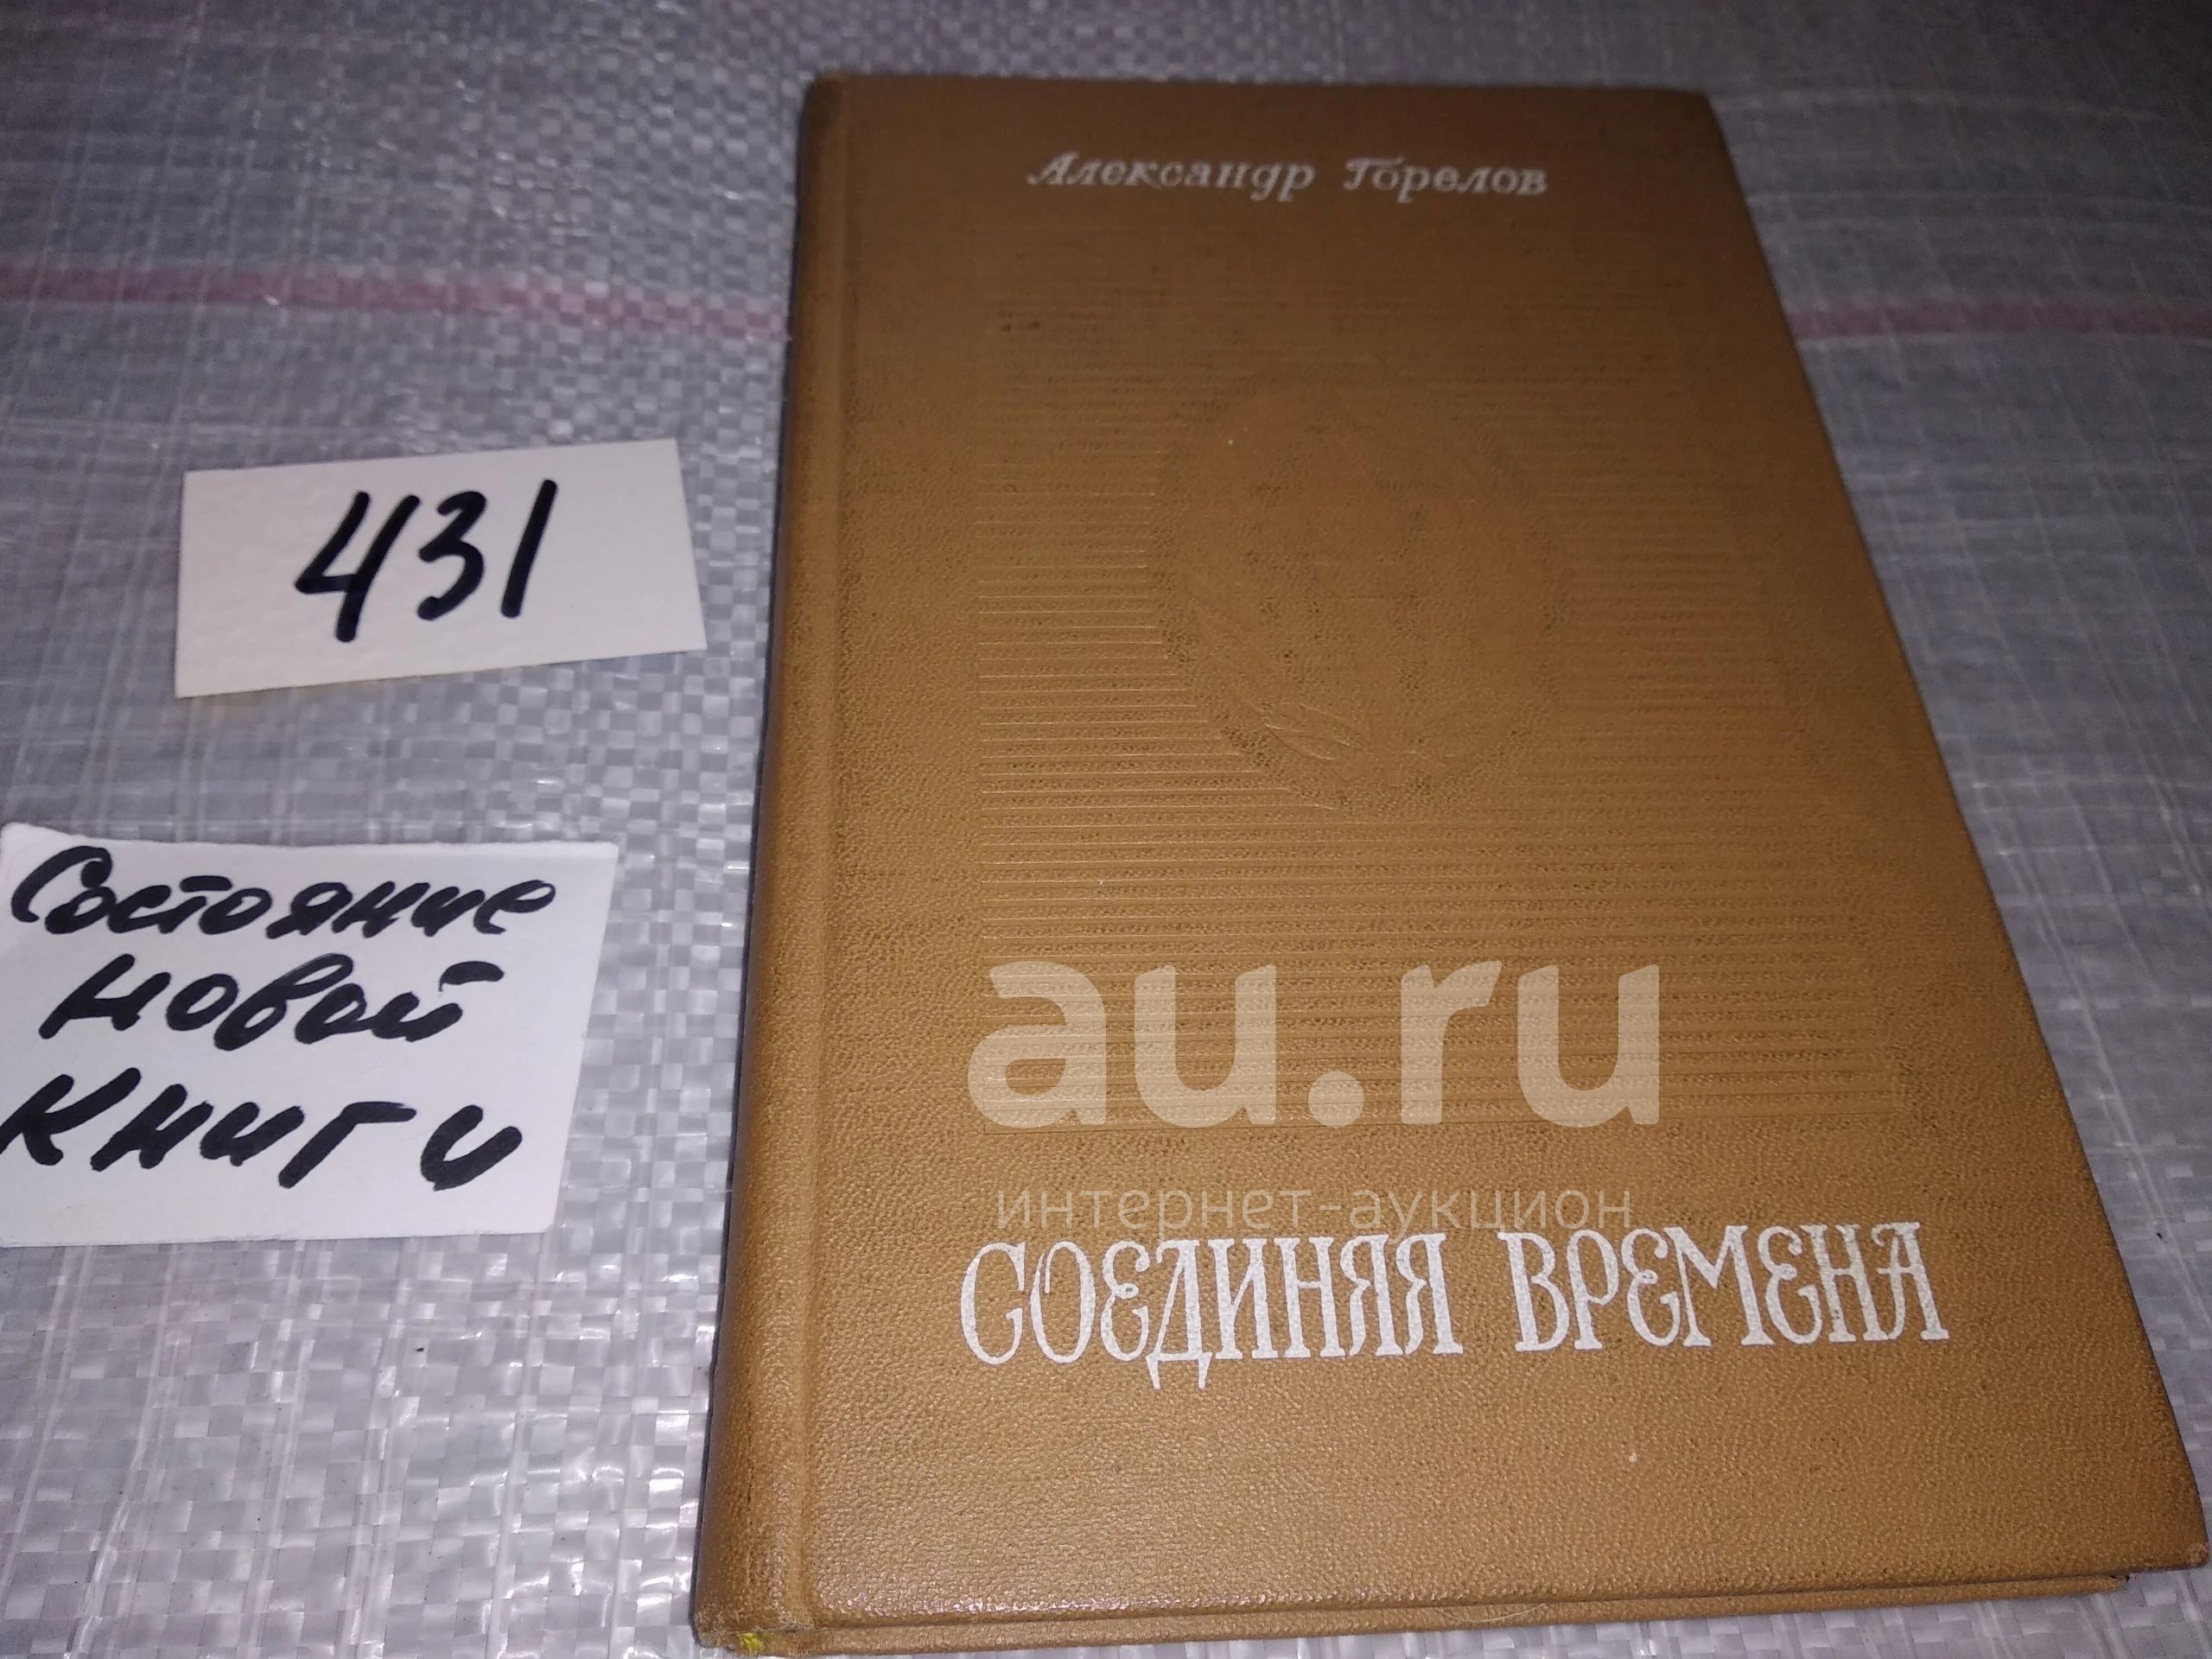 Александр Горелов
431
Состояние
новой
книги
au.ru
интернет-аукцион
СОЕДИНЯЯ ВРЕМЕНА